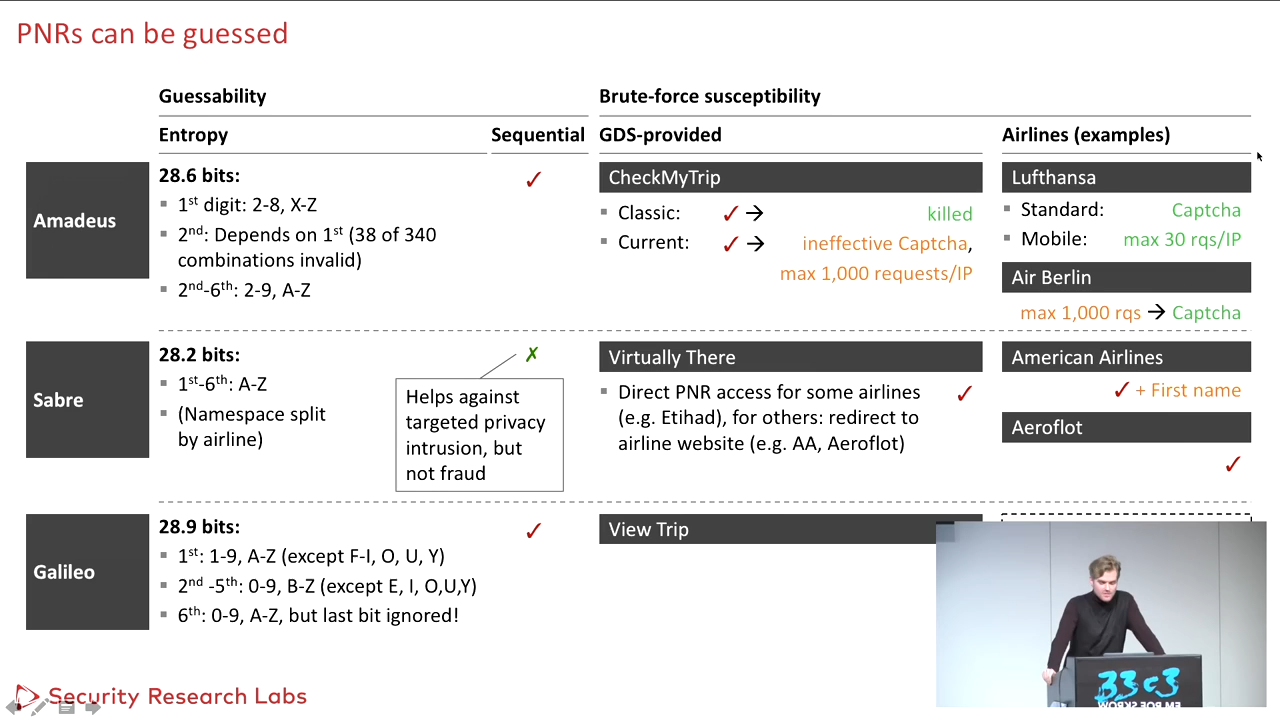 PNRs can be guessed
Guessability
Brute-force susceptibility
Entropy
Sequential
GDS-provided
Airlines (examples)
Amadeus
28.6 bits:
1st digit: 2-8, X-Z
2nd: Depends on 1st (38 of 340
combinations invalid)
2nd-6th: 2-9, A-Z
✓
CheckMyTrip
Classic: ✓ → killed
Current: ✓ → ineffective Captcha,
max 1,000 requests/IP
Lufthansa
Standard: Captcha
Mobile: max 30 rqs/IP
Air Berlin
max 1,000 rqs → Captcha
Sabre
28.2 bits:
1st-6th: A-Z
(Namespace split
by airline)
✗
Helps against
targeted privacy
intrusion, but
not fraud
Virtually There
Direct PNR access for some airlines ✓
(e.g. Etihad), for others: redirect to
airline website (e.g. AA, Aeroflot)
American Airlines
✓ + First name
Aeroflot
✓
Galileo
28.9 bits:
1st: 1-9, A-Z (except F-I, O, U, Y)
2nd -5th: 0-9, B-Z (except E, I, O,U,Y)
6th: 0-9, A-Z, but last bit ignored!
✓
View Trip
33c3
Security Research Labs